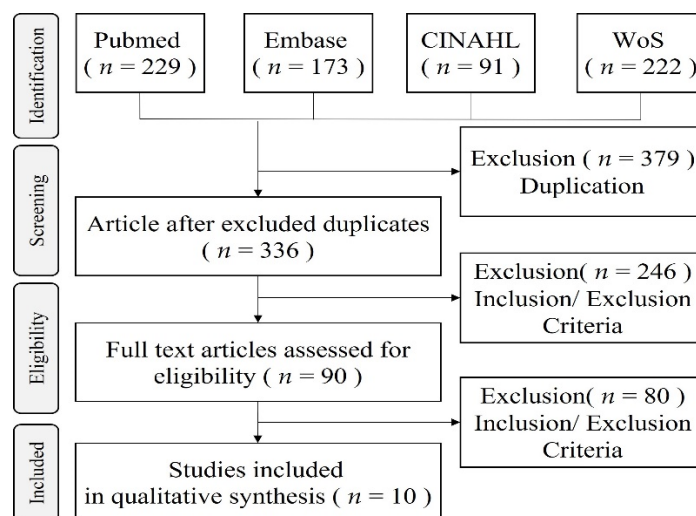 Identification
Pubmed
( n = 229 )
Embase
( n = 173 )
CINAHL
( n = 91 )
WoS
( n = 222 )
Exclusion ( n = 379 )
Duplication
Screening
Article after excluded duplicates
( n = 336 )
Exclusion( n = 246 )
Inclusion/ Exclusion
Criteria
Eligibility
Full text articles assessed for
eligibility ( n = 90 )
Exclusion( n = 80 )
Inclusion/ Exclusion
Criteria
Included
Studies included
in qualitative synthesis ( n = 10 )